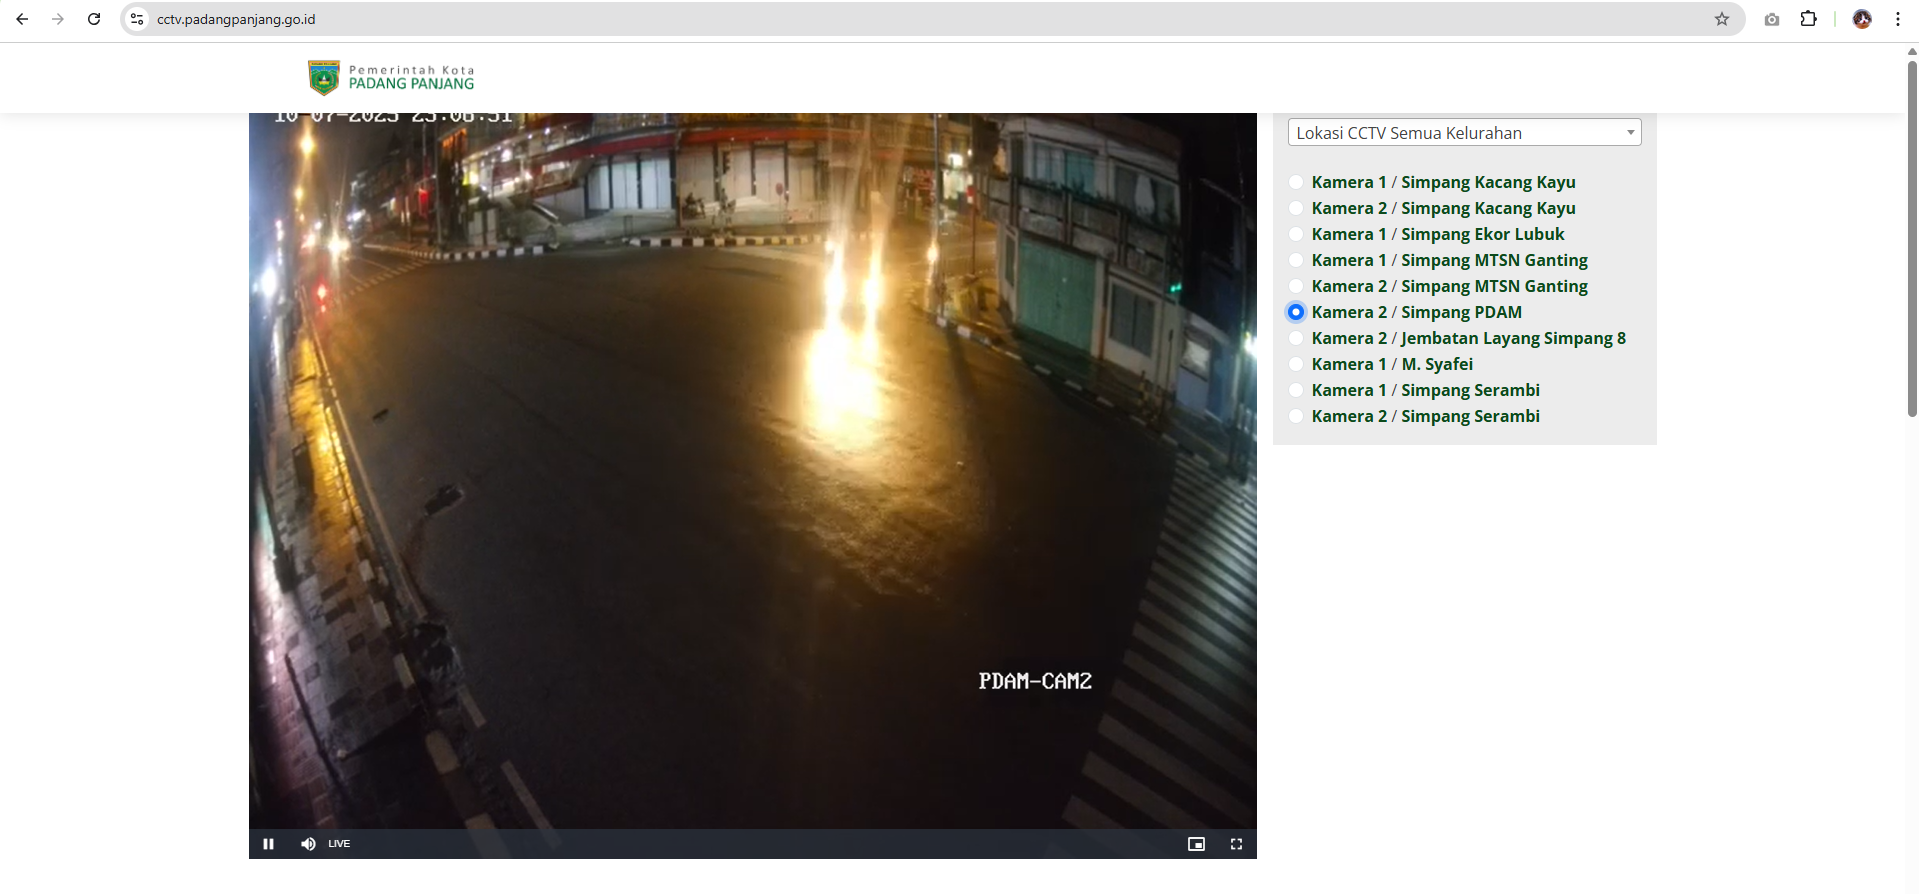 cctv.padangpanjang.go.id
Pemerintah Kota
PADANG PANJANG
10-07-2025 23:08:51
Lokasi CCTV Semua Kelurahan
Kamera 1 / Simpang Kacang Kayu
Kamera 2 / Simpang Kacang Kayu
Kamera 1 / Simpang Ekor Lubuk
Kamera 1 / Simpang MTSN Ganting
Kamera 2 / Simpang MTSN Ganting
Kamera 2 / Simpang PDAM
Kamera 2 / Jembatan Layang Simpang 8
Kamera 1 / M. Syafei
Kamera 1 / Simpang Serambi
Kamera 2 / Simpang Serambi
PDAM-CAM2
LIVE